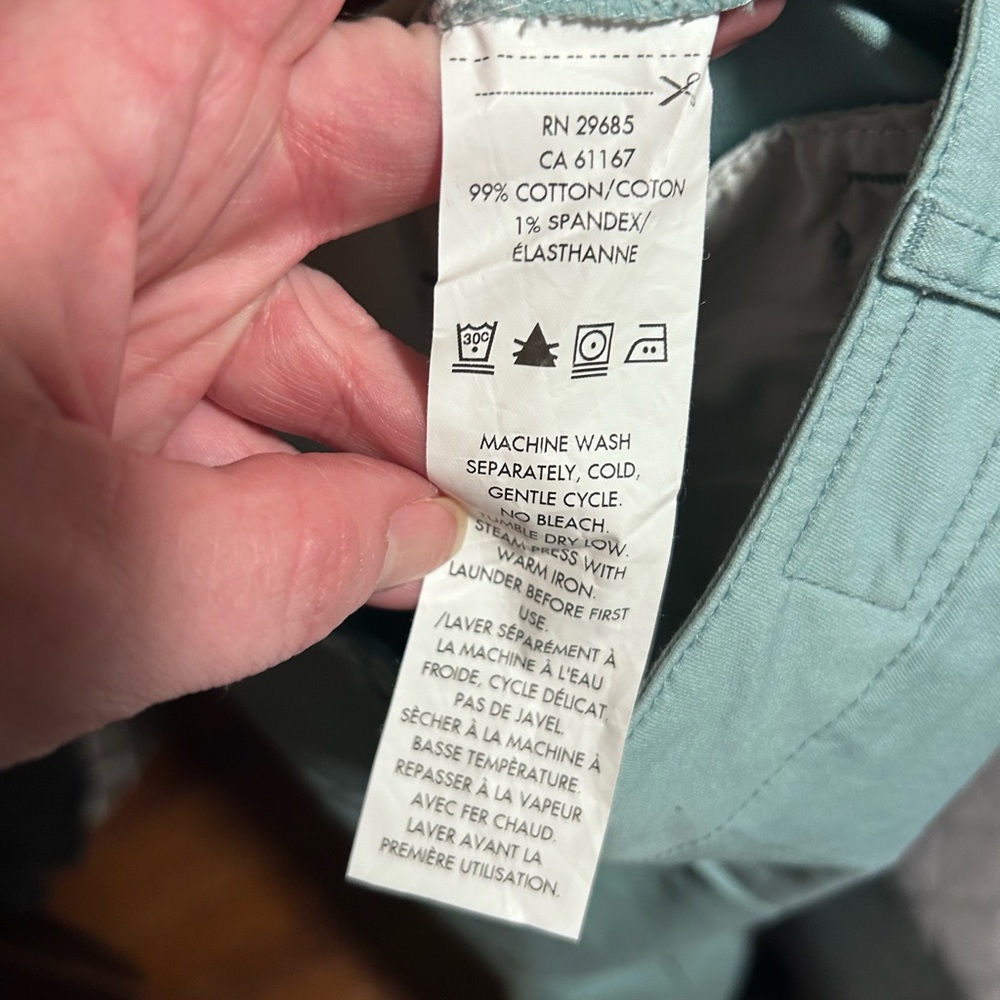 RN 29685
CA 61167
99% COTTON/COTON
1% SPANDEX/
ÉLASTHANNE
30C
MACHINE WASH
SEPARATELY, COLD,
GENTLE CYCLE.
NO BLEACH.
TUMBLE DRY LOW.
STEAM PRESS WITH
WARM IRON.
LAUNDER BEFORE FIRST
USE.
/LAVER SÉPARÉMENT À
LA MACHINE À L'EAU
FROIDE, CYCLE DÉLICAT.
PAS DE JAVEL.
SÈCHER À LA MACHINE À
BASSE TEMPÈRATURE.
REPASSER À LA VAPEUR
AVEC FER CHAUD.
LAVER AVANT LA
PREMIÈRE UTILISATION.